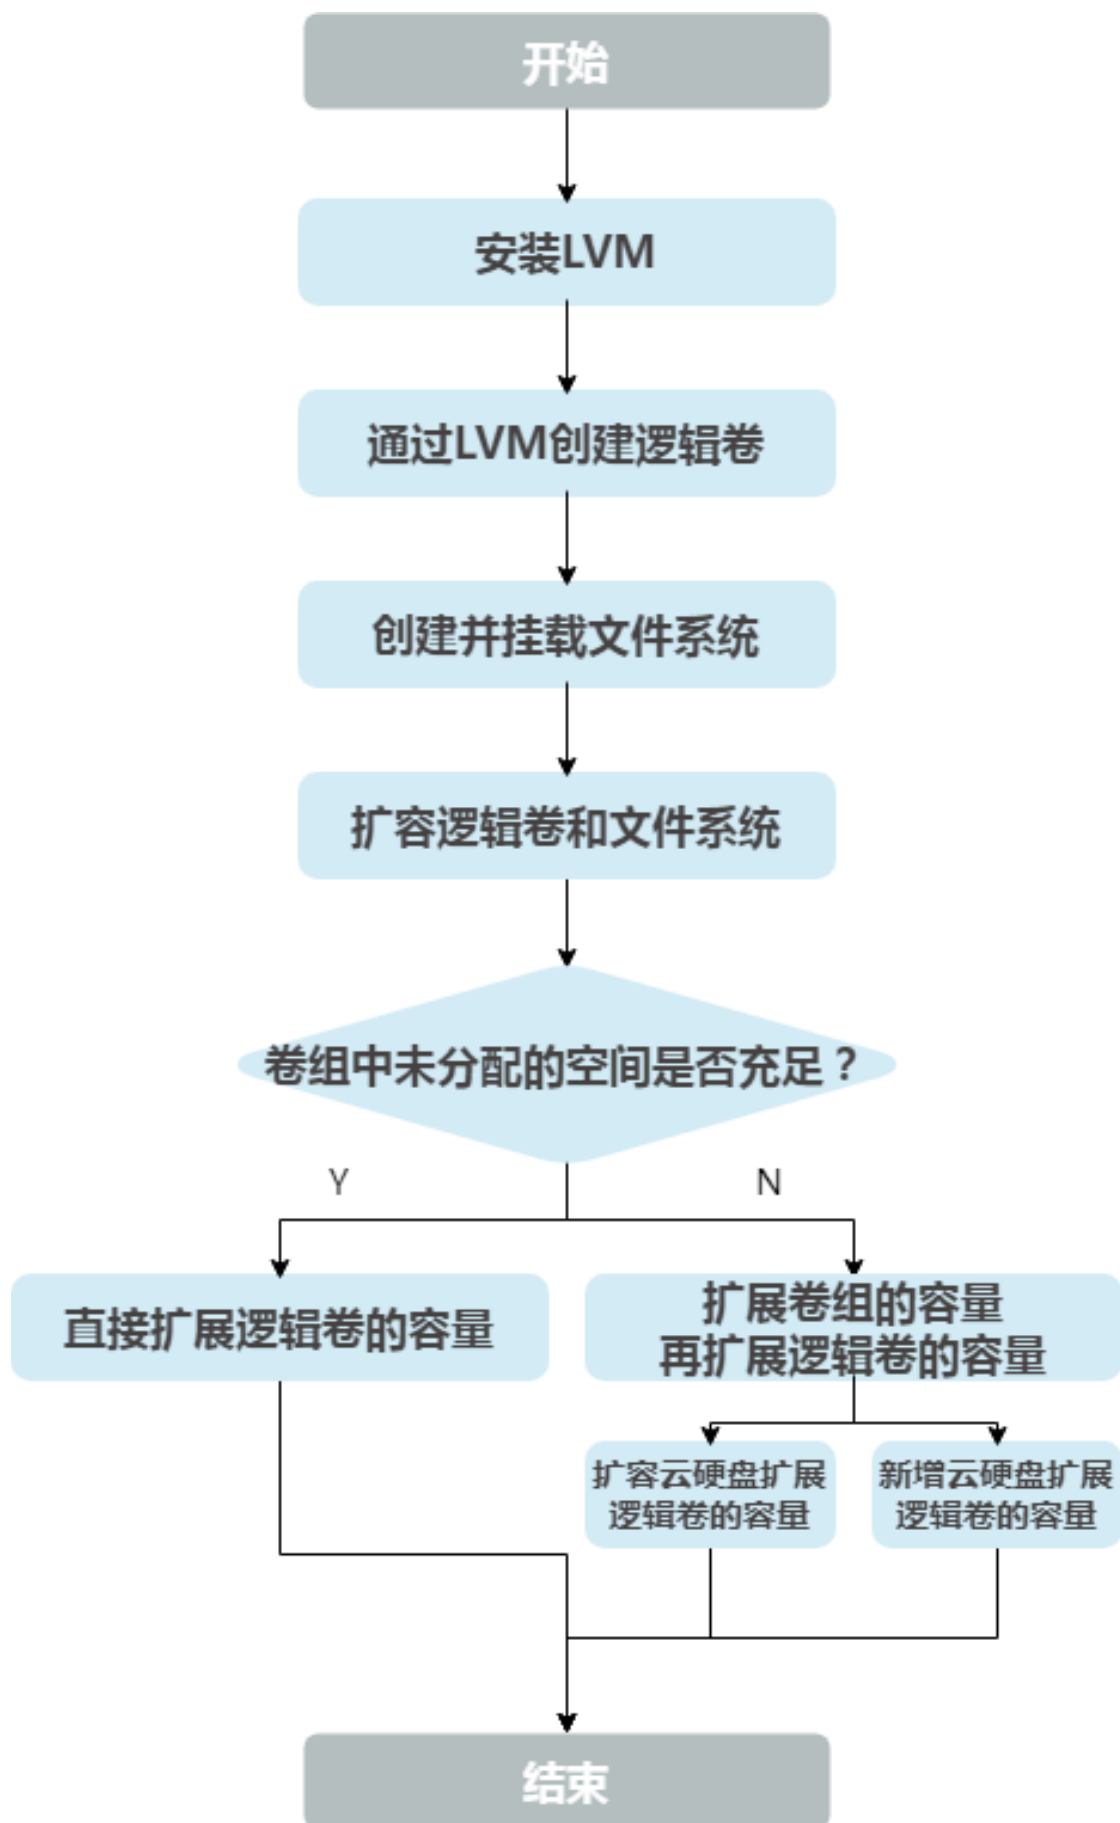 开始
安装LVM
通过LVM创建逻辑卷
创建并挂载文件系统
扩容逻辑卷和文件系统
卷组中未分配的空间是否充足？
Y
N
直接扩展逻辑卷的容量
扩展卷组的容量
再扩展逻辑卷的容量
扩容云硬盘扩展
逻辑卷的容量
新增云硬盘扩展
逻辑卷的容量
结束